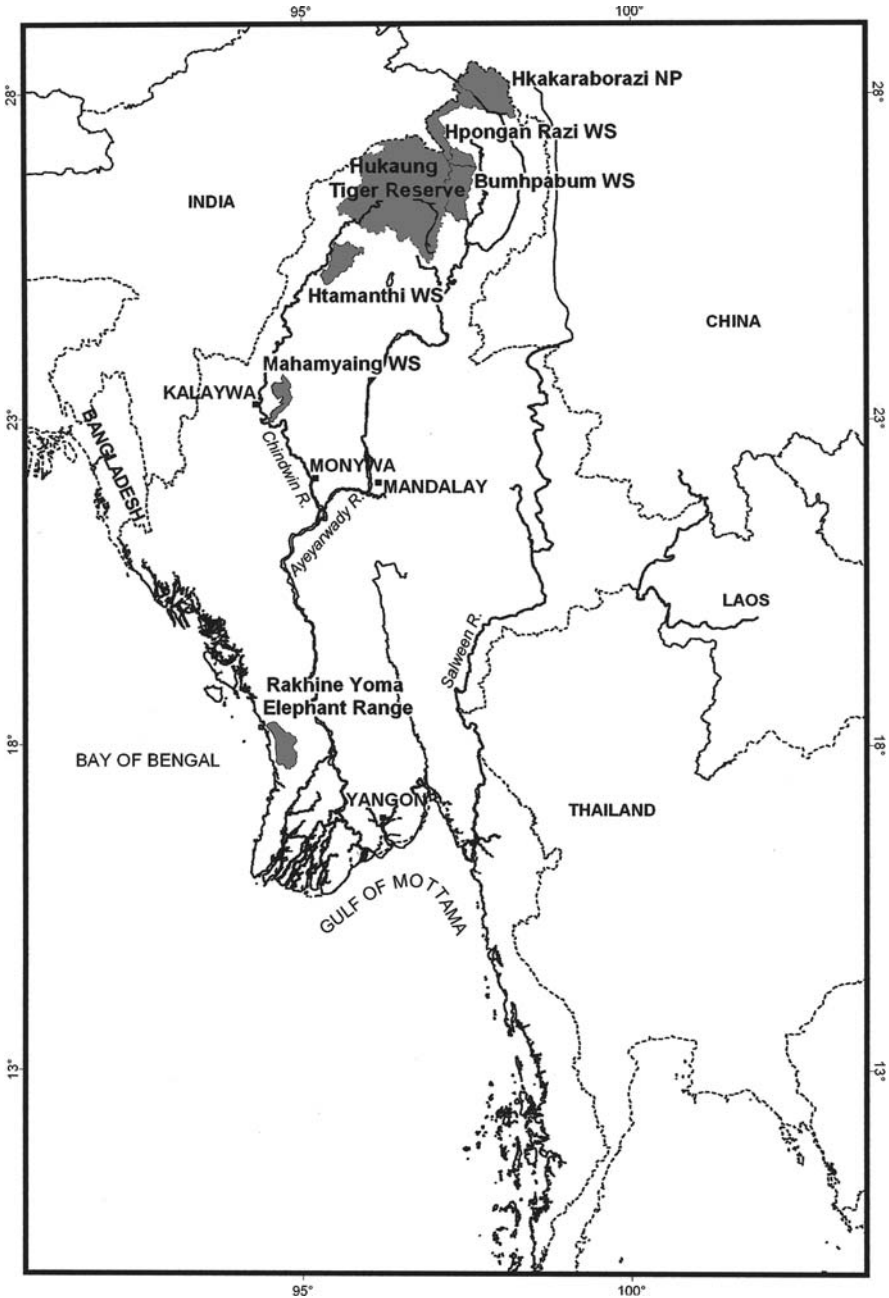 95°
100°
28°
28°
Hkakaraborazi NP
Hpongan Razi WS
Hukaung
Tiger Reserve
Bumhpabum WS
INDIA
Htamanthi WS
CHINA
Mahamyaing WS
KALAYWA
23°
23°
BANGLADESH
Chindwin R.
MONYWA
MANDALAY
Ayeyarwady R.
LAOS
Salween R.
Rakhine Yoma
Elephant Range
18°
18°
BAY OF BENGAL
YANGON
THAILAND
GULF OF MOTTAMA
13°
13°
95°
100°